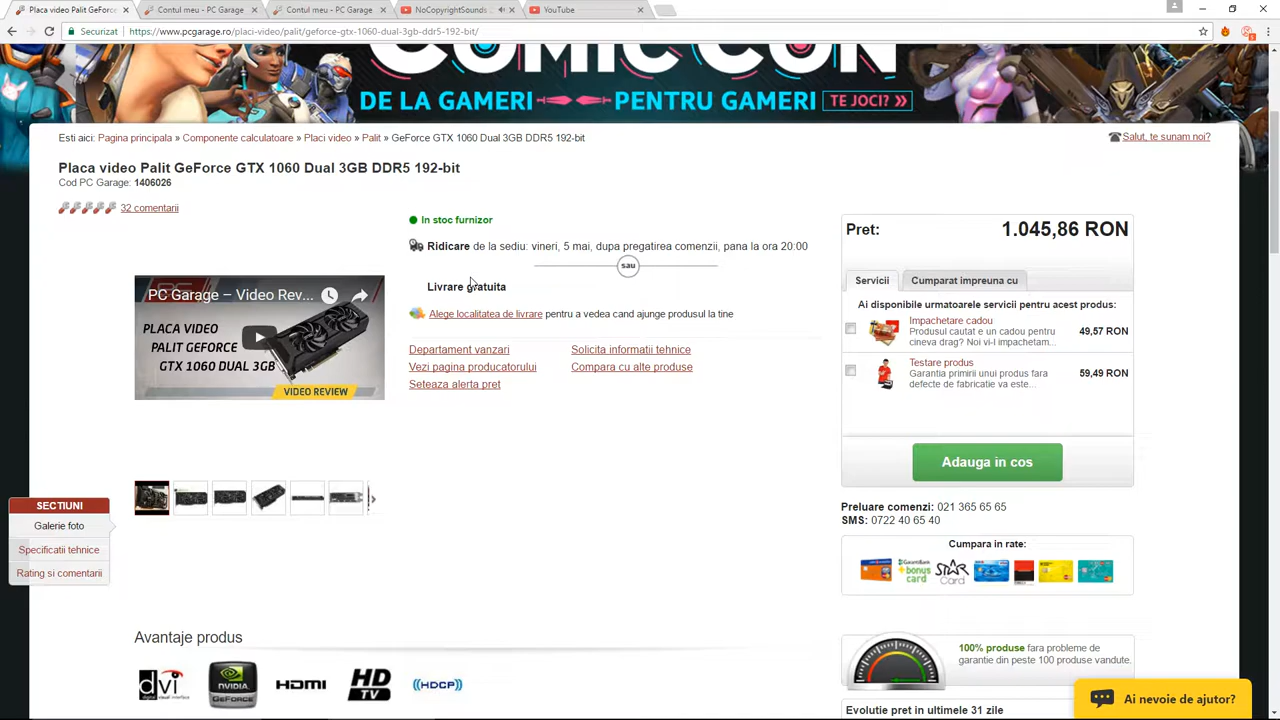 Placa video Palit GeForc
Contul meu - PC Garage
Contul meu - PC Garage
NoCopyrightSounds
YouTube
Securizat
https://www.pcgarage.ro/placi-video/palit/geforce-gtx-1060-dual-3gb-ddr5-192-bit/
COMIC CON
DE LA GAMERI PENTRU GAMERI TE JOCI? »
Esti aici: Pagina principala » Componente calculatoare » Placi video » Palit » GeForce GTX 1060 Dual 3GB DDR5 192-bit
Salut, te sunam noi?
Placa video Palit GeForce GTX 1060 Dual 3GB DDR5 192-bit
Cod PC Garage: 1406026
32 comentarii
In stoc furnizor
Ridicare de la sediu: vineri, 5 mai, dupa pregatirea comenzii, pana la ora 20:00
sau
Livrare gratuita
Alege localitatea de livrare pentru a vedea cand ajunge produsul la tine
Departament vanzari
Solicita informatii tehnice
Vezi pagina producatorului
Compara cu alte produse
Seteaza alerta pret
PC Garage – Video Rev...
PLACA VIDEO
PALIT GEFORCE
GTX 1060 DUAL 3GB
VIDEO REVIEW
Pret: 1.045,86 RON
Servicii
Cumparat impreuna cu
Ai disponibile urmatoarele servicii pentru acest produs:
Impachetare cadou
Produsul cautat e un cadou pentru
cineva drag? Noi vi-l impachetam...
49,57 RON
Testare produs
Garantia primirii unui produs fara
defecte de fabricatie va este...
59,49 RON
Adauga in cos
Preluare comenzi: 021 365 65 65
SMS: 0722 40 65 40
Cumpara in rate:
GarantiBank
bonus
card
STAR
Card
SECTIUNI
Galerie foto
Specificatii tehnice
Rating si comentarii
Avantaje produs
dvi
NVIDIA
GEFORCE
HDMI
HD
TV
HDCP
100% produse fara probleme de
garantie din peste 100 produse vandute.
Evolutie pret in ultimele 31 zile
Ai nevoie de ajutor?